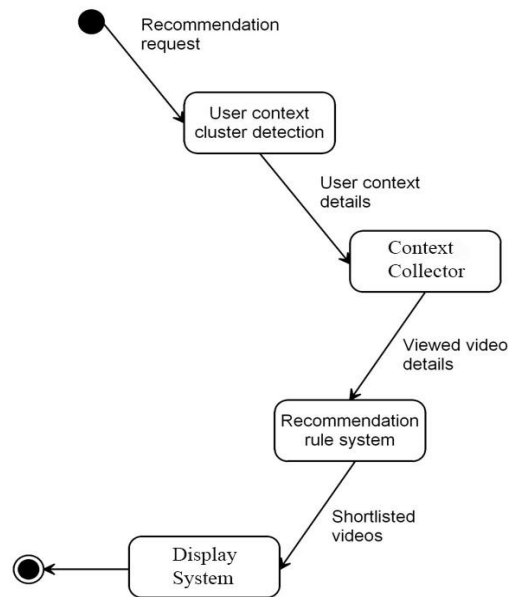 Recommendation
request
User context
cluster detection
User context
details
Context
Collector
Viewed video
details
Recommendation
rule system
Shortlisted
videos
Display
System